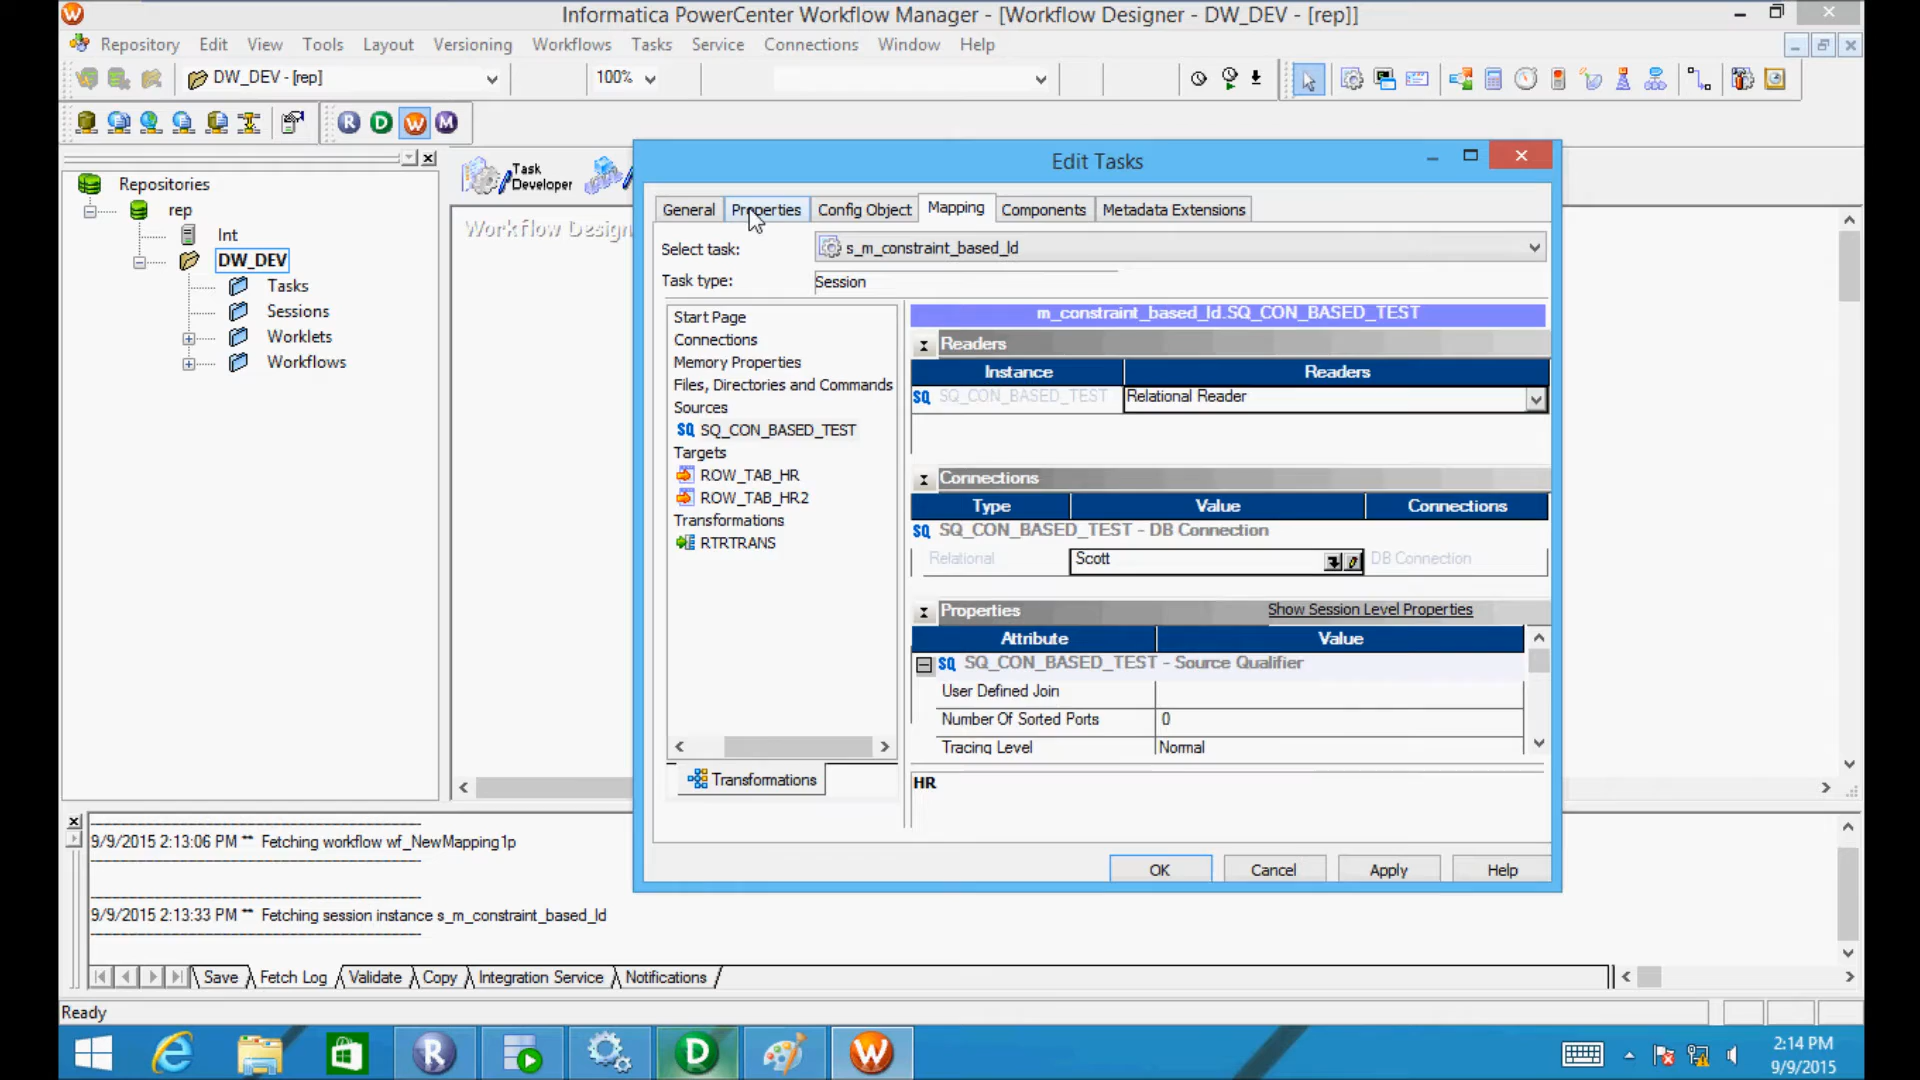 Informatica PowerCenter Workflow Manager - [Workflow Designer - DW_DEV - [rep]]
Repository Edit View Tools Layout Versioning Workflows Tasks Service Connections Window Help
DW_DEV - [rep] 100%
R D W M
Repositories
rep
Int
DW_DEV
Tasks
Sessions
Worklets
Workflows
Task
Developer
Edit Tasks
General Properties Config Object Mapping Components Metadata Extensions
Select task: s_m_constraint_based_ld
Task type: Session
Start Page
Connections
Memory Properties
Files, Directories and Commands
Sources
SQ SQ_CON_BASED_TEST
Targets
ROW_TAB_HR
ROW_TAB_HR2
Transformations
RTRTRANS
Transformations
m_constraint_based_ld.SQ_CON_BASED_TEST
Readers
Instance Readers
SQ SQ_CON_BASED_TEST Relational Reader
Connections
Type Value Connections
SQ SQ_CON_BASED_TEST - DB Connection
Relational Scott DB Connection
Properties Show Session Level Properties
Attribute Value
SQ SQ_CON_BASED_TEST - Source Qualifier
User Defined Join
Number Of Sorted Ports 0
Tracing Level Normal
HR
OK Cancel Apply Help
9/9/2015 2:13:06 PM ** Fetching workflow wf_NewMapping1p
9/9/2015 2:13:33 PM ** Fetching session instance s_m_constraint_based_ld
Save Fetch Log Validate Copy Integration Service Notifications
Ready
R D W
2:14 PM
9/9/2015